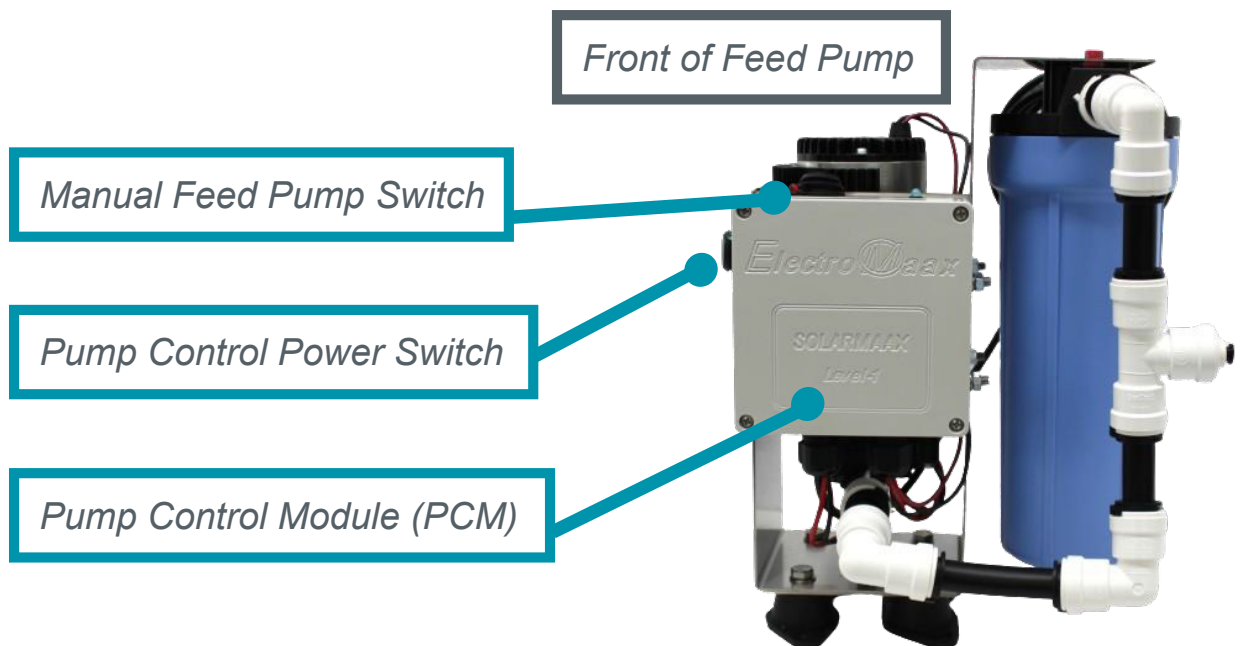 Front of Feed Pump
Manual Feed Pump Switch
ElectroMaax
Pump Control Power Switch
SOLARMAAX
Level-1
Pump Control Module (PCM)